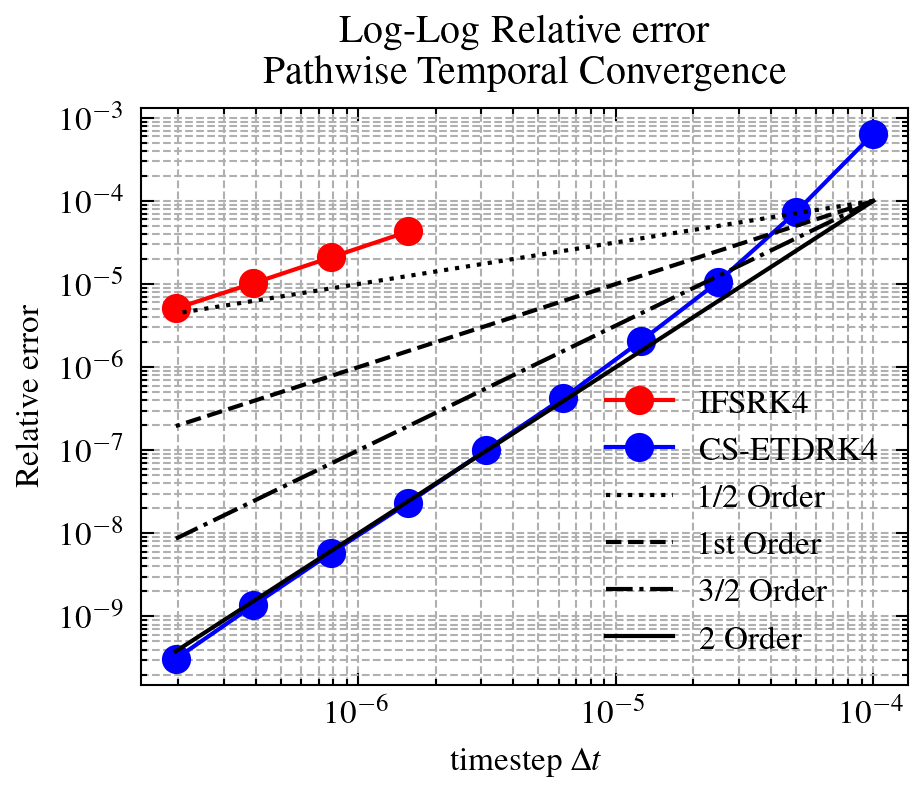 Log-Log Relative error
Pathwise Temporal Convergence
Relative error
10⁻³
10⁻⁴
10⁻⁵
10⁻⁶
10⁻⁷
10⁻⁸
10⁻⁹
IFSRK4
CS-ETDRK4
1/2 Order
1st Order
3/2 Order
2 Order
10⁻⁶
10⁻⁵
10⁻⁴
timestep Δt